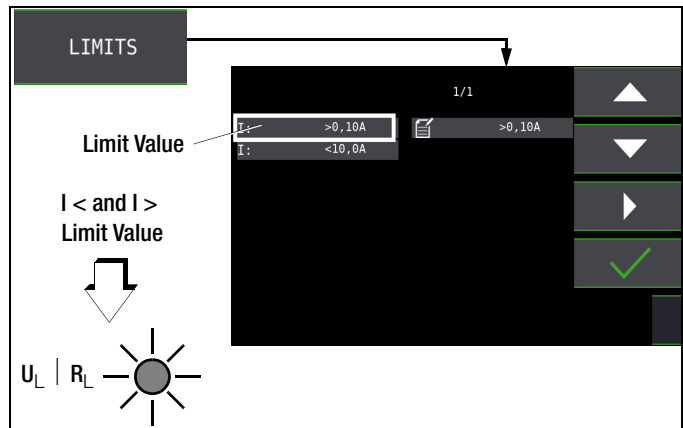 LIMITS
1/1
I: >0,10A
>0,10A
I: <10,0A
Limit Value
I < and I >
Limit Value
UL | RL